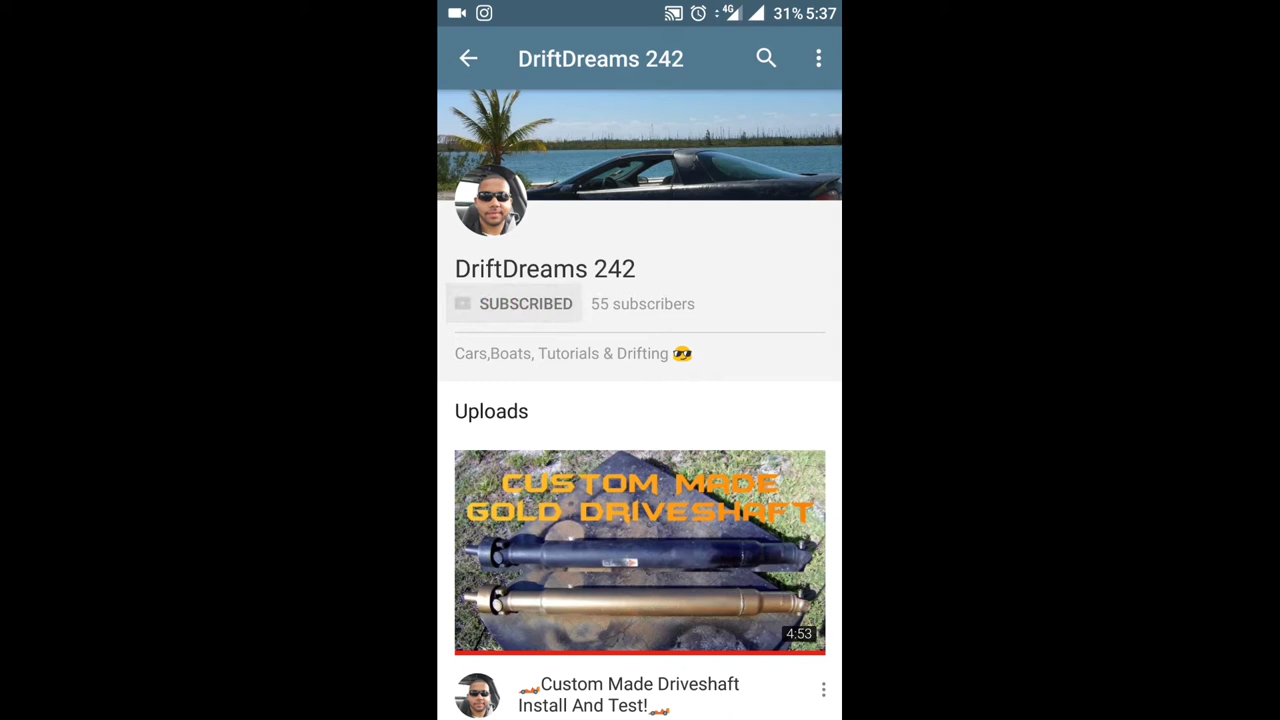 4G 31% 5:37
DriftDreams 242
DriftDreams 242
SUBSCRIBED 55 subscribers
Cars,Boats, Tutorials & Drifting 😎
Uploads
CUSTOM MADE
GOLD DRIVESHAFT
4:53
🏎️Custom Made Driveshaft
Install And Test!🏎️